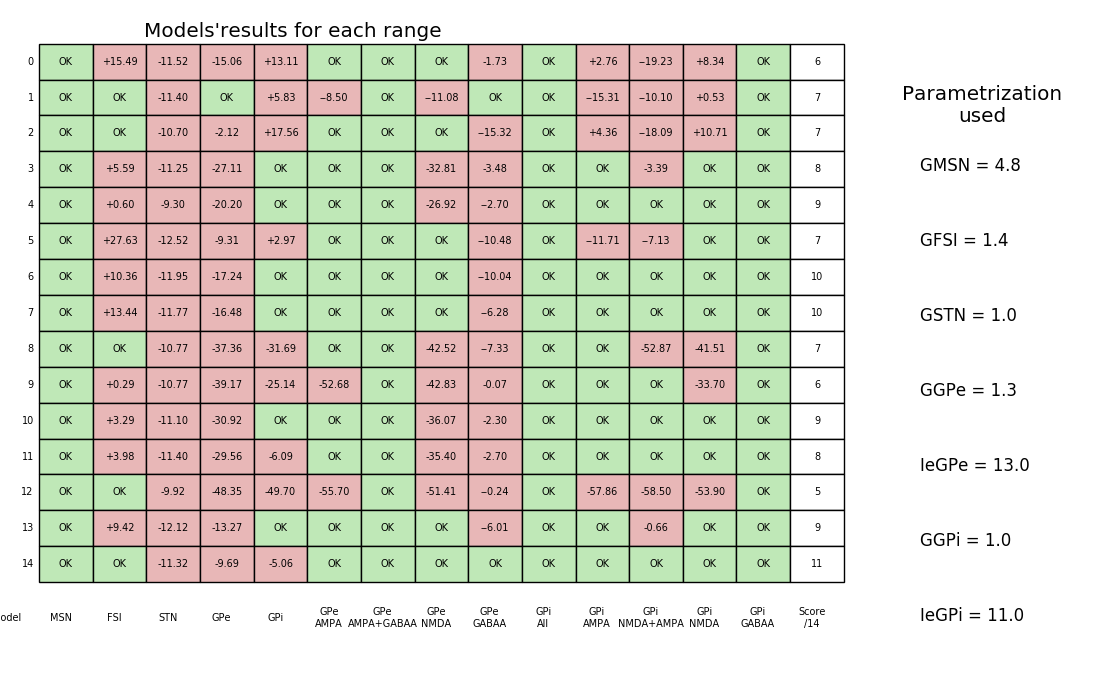 Models'results for each range
0 OK +15.49 -11.52 -15.06 +13.11 OK OK OK -1.73 OK +2.76 --19.23 +8.34 OK 6
1 OK OK -11.40 OK +5.83 --8.50 OK --11.08 OK OK --15.31 --10.10 +0.53 OK 7
2 OK OK -10.70 -2.12 +17.56 OK OK OK --15.32 OK +4.36 --18.09 +10.71 OK 7
3 OK +5.59 -11.25 -27.11 OK OK OK -32.81 -3.48 OK OK -3.39 OK OK 8
4 OK +0.60 -9.30 -20.20 OK OK OK -26.92 --2.70 OK OK OK OK OK 9
5 OK +27.63 -12.52 -9.31 +2.97 OK OK OK --10.48 OK --11.71 --7.13 OK OK 7
6 OK +10.36 -11.95 -17.24 OK OK OK OK --10.04 OK OK OK OK OK 10
7 OK +13.44 -11.77 -16.48 OK OK OK OK --6.28 OK OK OK OK OK 10
8 OK OK -10.77 -37.36 -31.69 OK OK -42.52 --7.33 OK OK -52.87 -41.51 OK 7
9 OK +0.29 -10.77 -39.17 -25.14 -52.68 OK -42.83 -0.07 OK OK OK -33.70 OK 6
10 OK +3.29 -11.10 -30.92 OK OK OK -36.07 -2.30 OK OK OK OK OK 9
11 OK +3.98 -11.40 -29.56 -6.09 OK OK -35.40 -2.70 OK OK OK OK OK 8
12 OK OK -9.92 -48.35 -49.70 -55.70 OK -51.41 --0.24 OK -57.86 -58.50 -53.90 OK 5
13 OK +9.42 -12.12 -13.27 OK OK OK OK --6.01 OK OK -0.66 OK OK 9
14 OK OK -11.32 -9.69 -5.06 OK OK OK OK OK OK OK OK OK 11
odel MSN FSI STN GPe GPi GPe AMPA GPe AMPA+GABAA GPe NMDA GPe GABAA GPi All GPi AMPA GPi NMDA+AMPA GPi NMDA GPi GABAA Score /14
Parametrization
used
GMSN = 4.8
GFSI = 1.4
GSTN = 1.0
GGPe = 1.3
IeGPe = 13.0
GGPi = 1.0
IeGPi = 11.0